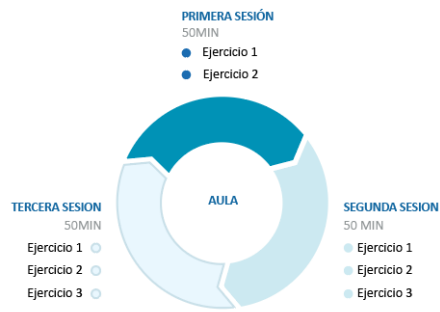 PRIMERA SESIÓN
50MIN
Ejercicio 1
Ejercicio 2
AULA
TERCERA SESION
50MIN
Ejercicio 1
Ejercicio 2
Ejercicio 3
SEGUNDA SESION
50 MIN
Ejercicio 1
Ejercicio 2
Ejercicio 3